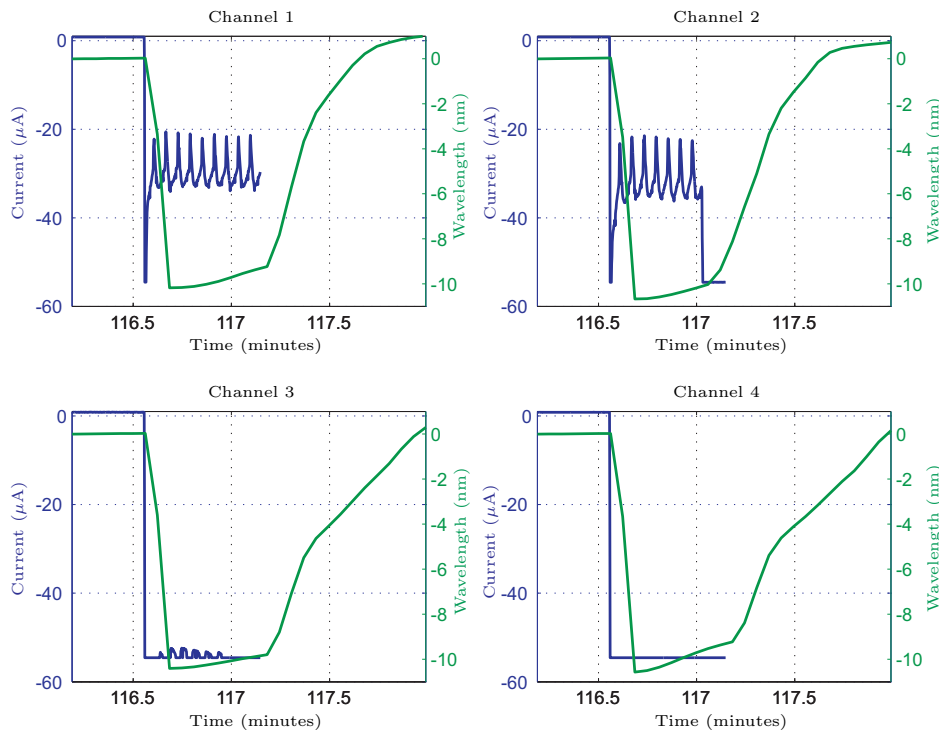 Channel 1
0
-20
-40
-60
Current (μA)
0
-2
-4
-6
-8
-10
Wavelength (nm)
116.5 117 117.5
Time (minutes)
Channel 2
0
-20
-40
-60
Current (μA)
0
-2
-4
-6
-8
-10
Wavelength (nm)
116.5 117 117.5
Time (minutes)
Channel 3
0
-20
-40
-60
Current (μA)
0
-2
-4
-6
-8
-10
Wavelength (nm)
116.5 117 117.5
Time (minutes)
Channel 4
0
-20
-40
-60
Current (μA)
0
-2
-4
-6
-8
-10
Wavelength (nm)
116.5 117 117.5
Time (minutes)